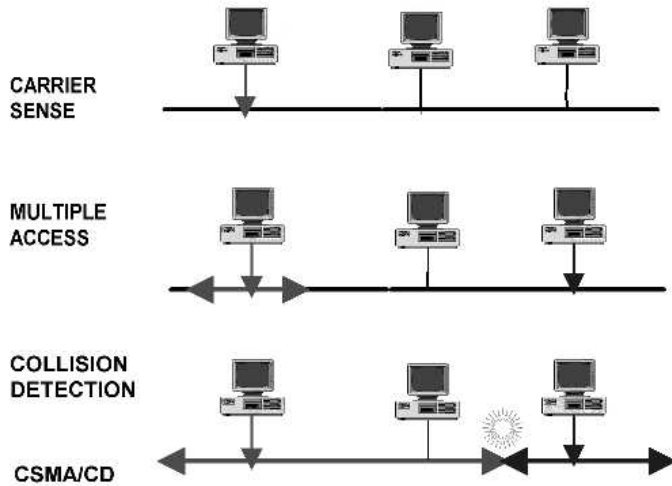 CARRIER
SENSE
MULTIPLE
ACCESS
COLLISION
DETECTION
CSMA/CD